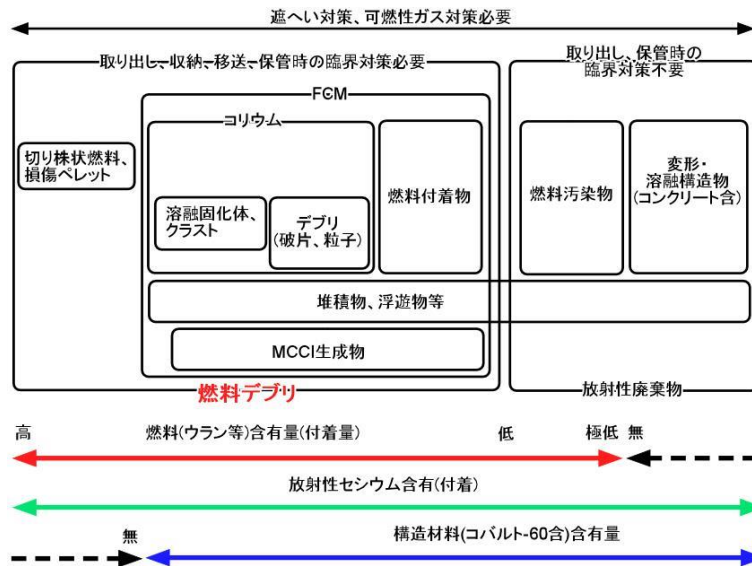 遮へい対策、可燃性ガス対策必要
取り出し、収納、移送、保管時の臨界対策必要
取り出し、保管時の
臨界対策不要
FCM
コリウム
切り株状燃料、
損傷ペレット
溶融固化体、
クラスト
デブリ
(破片、粒子)
燃料付着物
燃料汚染物
変形・
溶融構造物
(コンクリート含)
堆積物、浮遊物等
MCCI生成物
燃料デブリ
放射性廃棄物
高 燃料(ウラン等)含有量(付着量) 低 極低 無
放射性セシウム含有(付着)
無 構造材料(コバルト-60含)含有量